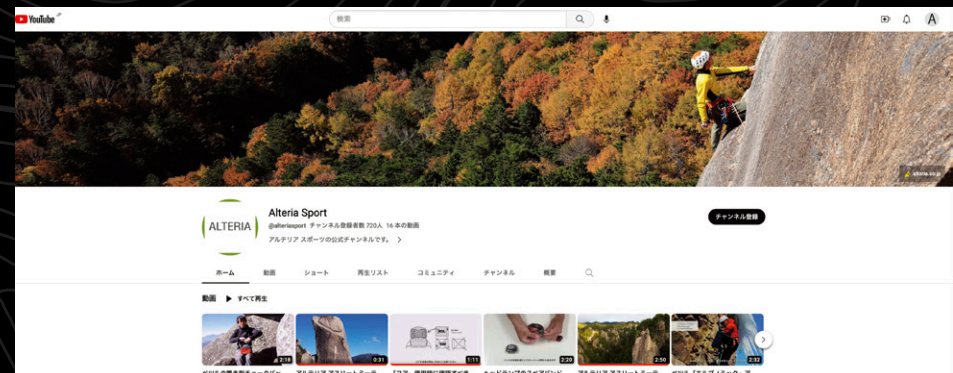 YouTube JP
検索
A
alteria.co.jp
ALTERIA
Alteria Sport
@alteriasport チャンネル登録者数 720人 16 本の動画
アルテリア スポーツの公式チャンネルです。
チャンネル登録
ホーム 動画 ショート 再生リスト コミュニティ チャンネル 概要
動画 すべて再生
2:18 0:31 1:11 2:20 2:50 2:32